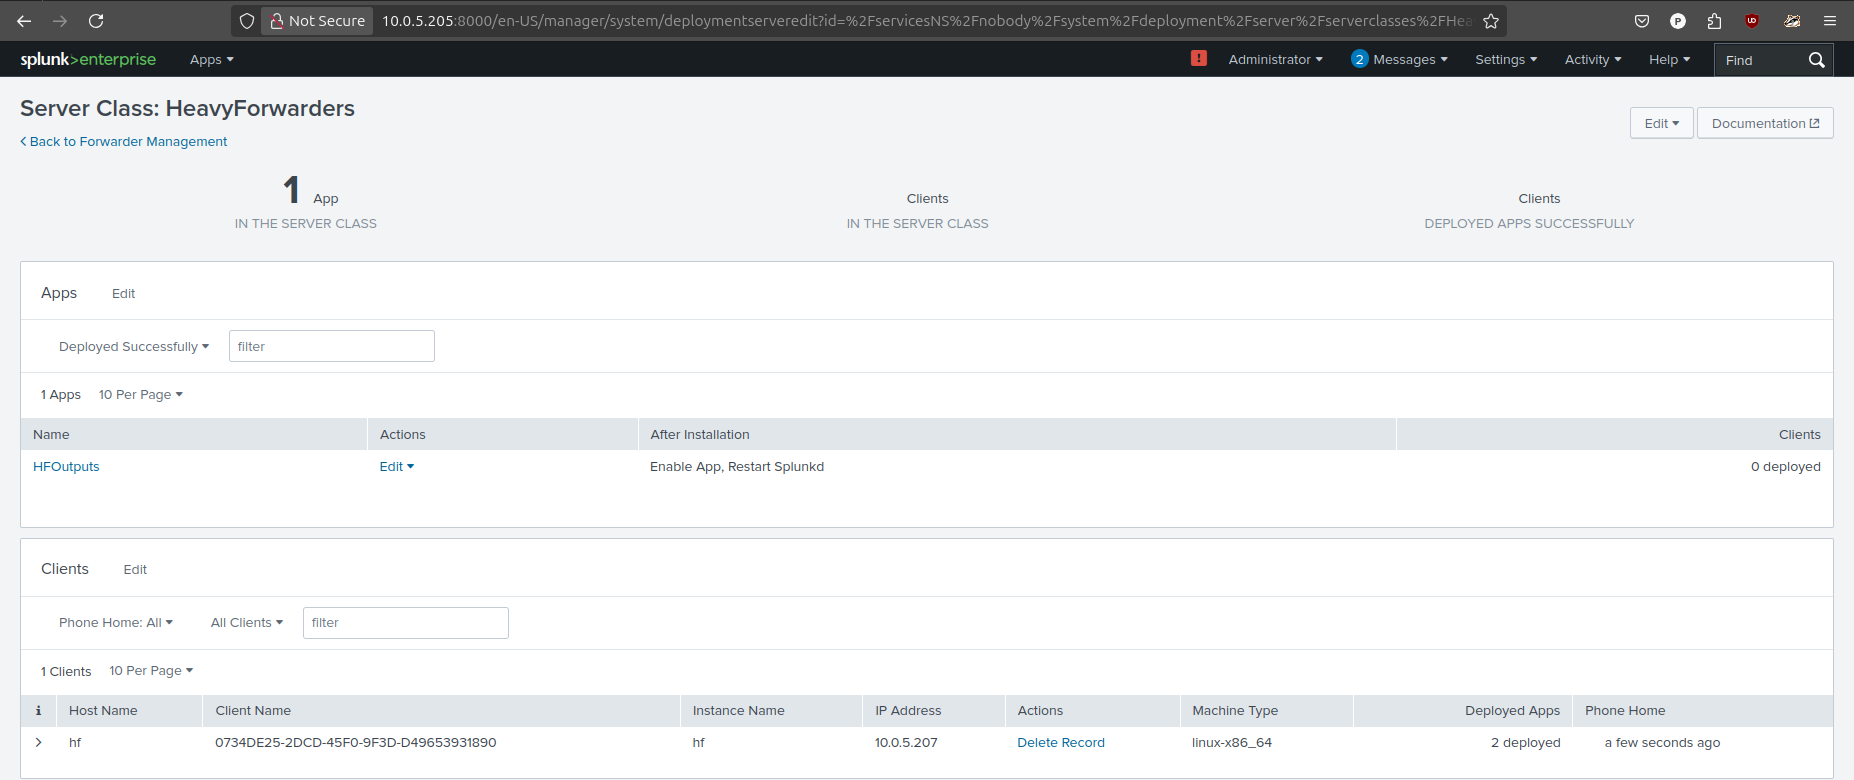 Not Secure 10.0.5.205:8000/en-US/manager/system/deploymentserveredit?id=%2FservicesNS%2Fnobody%2Fsystem%2Fdeployment%2Fserver%2Fserverclasses%2FHea
splunk>enterprise Apps ! Administrator 2 Messages Settings Activity Help Find
Server Class: HeavyForwarders
Edit Documentation
Back to Forwarder Management
1 App Clients Clients
IN THE SERVER CLASS IN THE SERVER CLASS DEPLOYED APPS SUCCESSFULLY
Apps Edit
Deployed Successfully filter
1 Apps 10 Per Page
Name Actions After Installation Clients
HFOutputs Edit Enable App, Restart Splunkd 0 deployed
Clients Edit
Phone Home: All All Clients filter
1 Clients 10 Per Page
i Host Name Client Name Instance Name IP Address Actions Machine Type Deployed Apps Phone Home
hf 0734DE25-2DCD-45F0-9F3D-D49653931890 hf 10.0.5.207 Delete Record linux-x86_64 2 deployed a few seconds ago